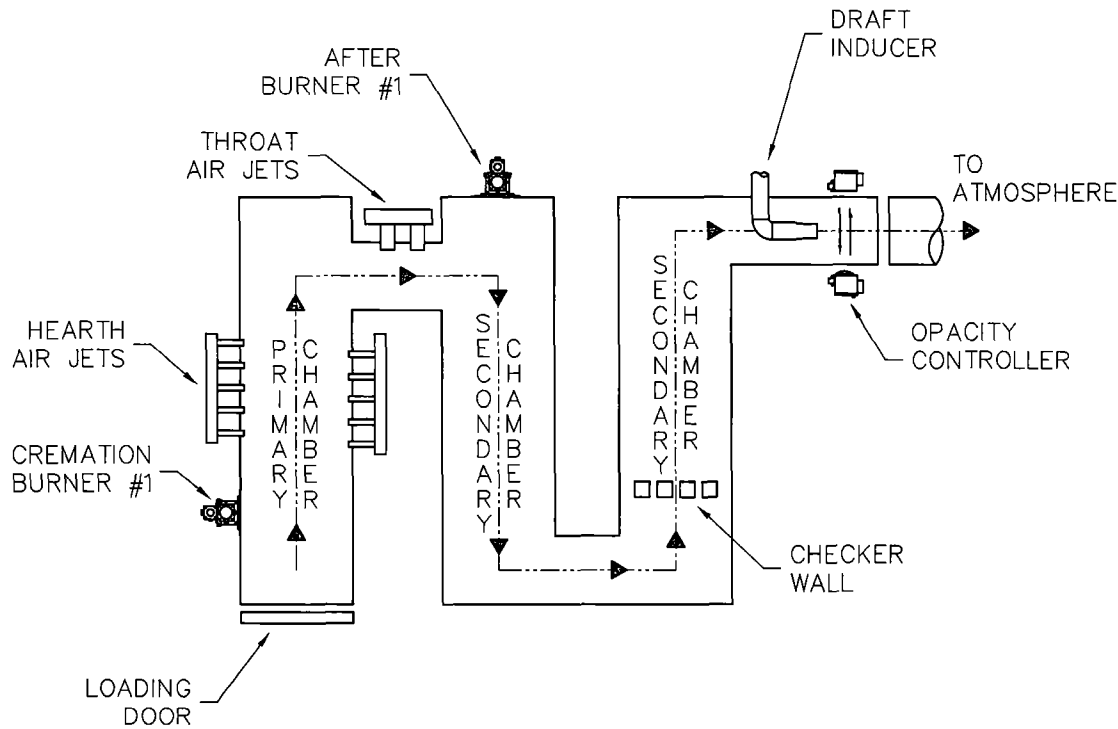 DRAFT
INDUCER
AFTER
BURNER #1
THROAT
AIR JETS
TO
ATMOSPHERE
HEARTH
AIR JETS
PRIMARY
CHAMBER
SECONDARY
CHAMBER
SECONDARY
CHAMBER
OPACITY
CONTROLLER
CREMATION
BURNER #1
CHECKER
WALL
LOADING
DOOR